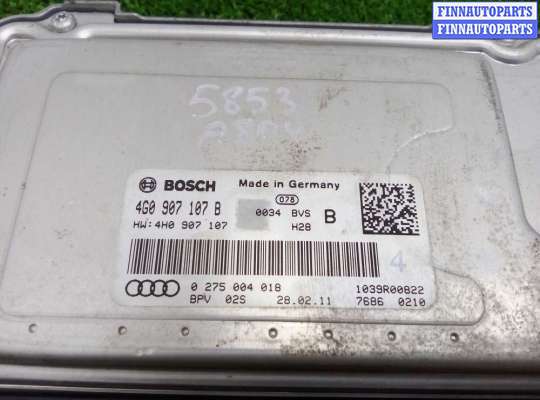 FINNAUTOPARTS
FINNAUTOPARTS
5853
BOSCH Made in Germany
4G0 907 107 B 078 0034 BVS B
HW:4H0 907 107 H28
4
0 275 004 018 1039R00822
BPV 02S 28.02.11 7686 0210